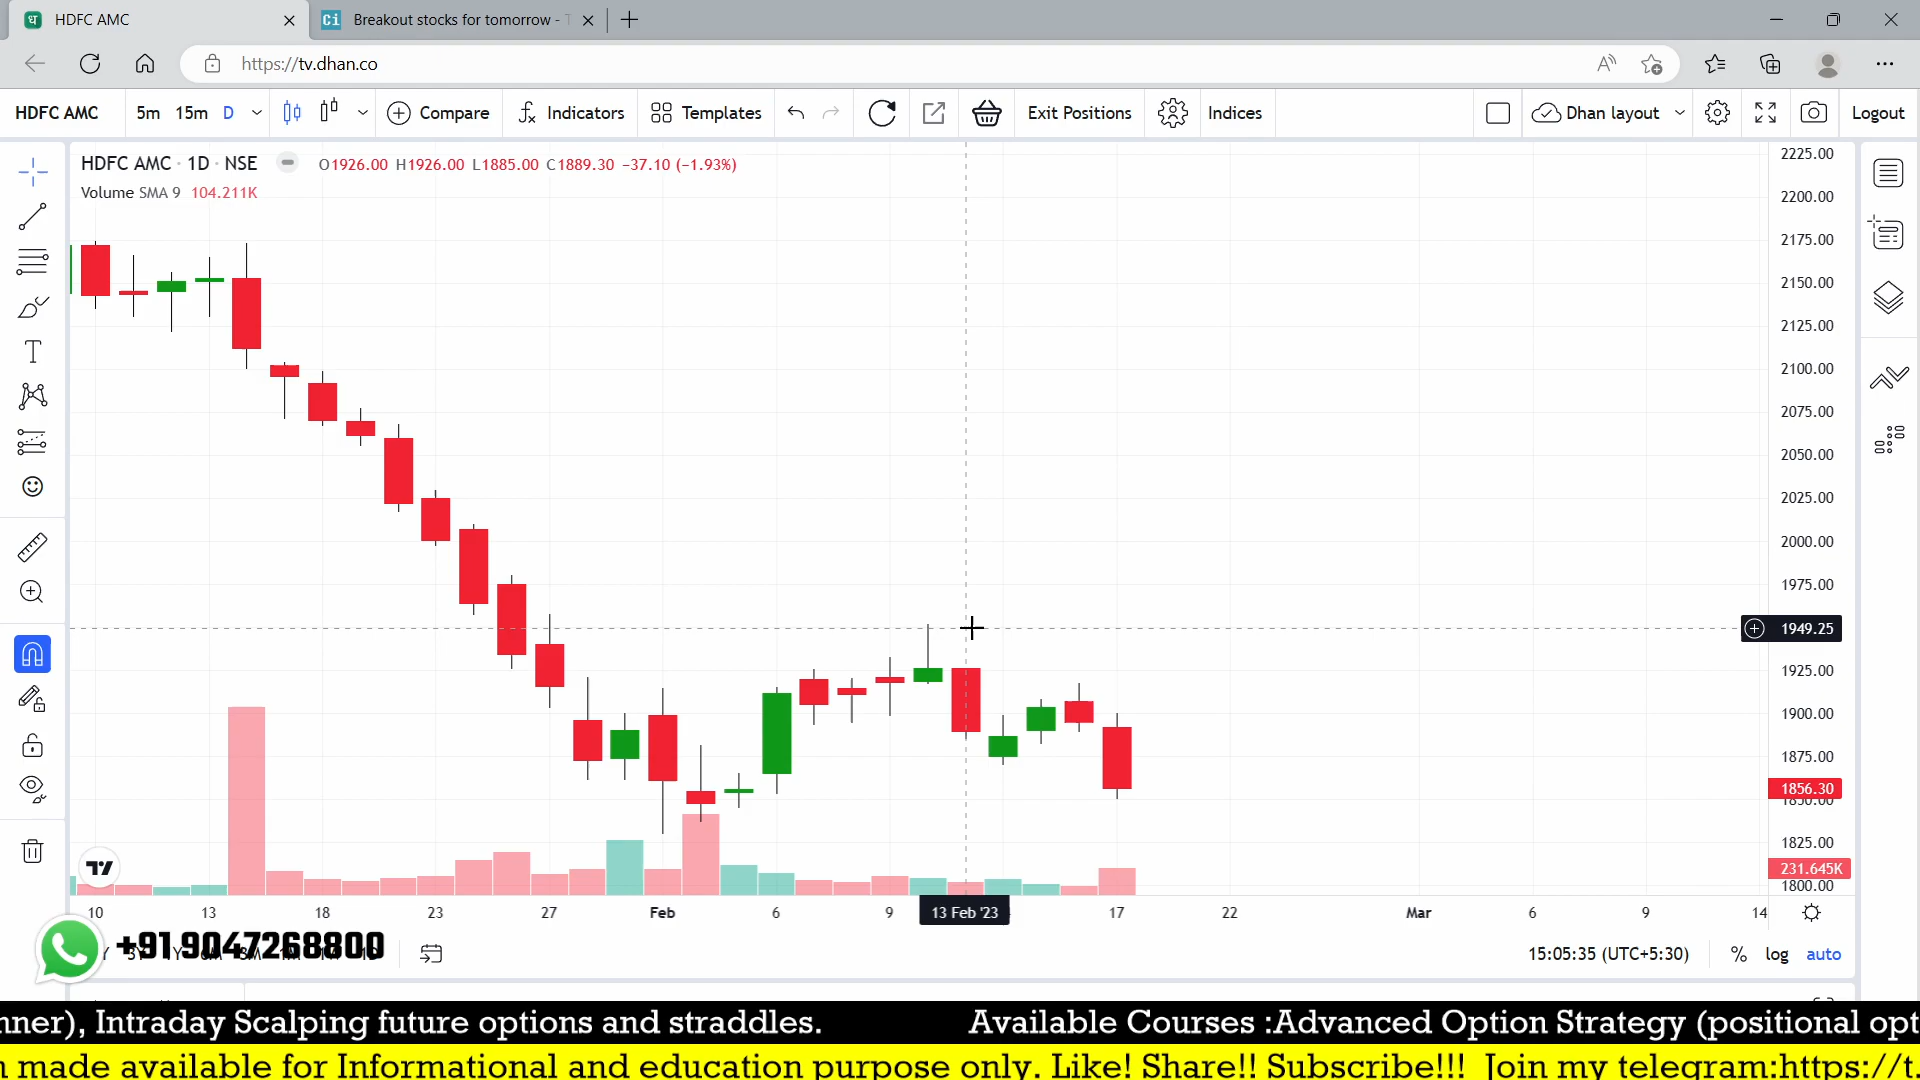 HDFC AMC
Breakout stocks for tomorrow -
https://tv.dhan.co
HDFC AMC 5m 15m D Compare Indicators Templates Exit Positions Indices Dhan layout Logout
HDFC AMC · 1D · NSE O1926.00 H1926.00 L1885.00 C1889.30 −37.10 (−1.93%)
Volume SMA 9 104.211K
2225.00
2200.00
2175.00
2150.00
2125.00
2100.00
2075.00
2050.00
2025.00
2000.00
1975.00
1949.25
1925.00
1900.00
1875.00
1856.30
1850.00
1825.00
231.645K
1800.00
10 13 18 23 27 Feb 6 9 13 Feb '23 17 22 Mar 6 9 14
+91 9047268800
15:05:35 (UTC+5:30) % log auto
nner), Intraday Scalping future options and straddles. Available Courses :Advanced Option Strategy (positional opt
n made available for Informational and education purpose only. Like! Share!! Subscribe!!! Join my telegram:https://t.